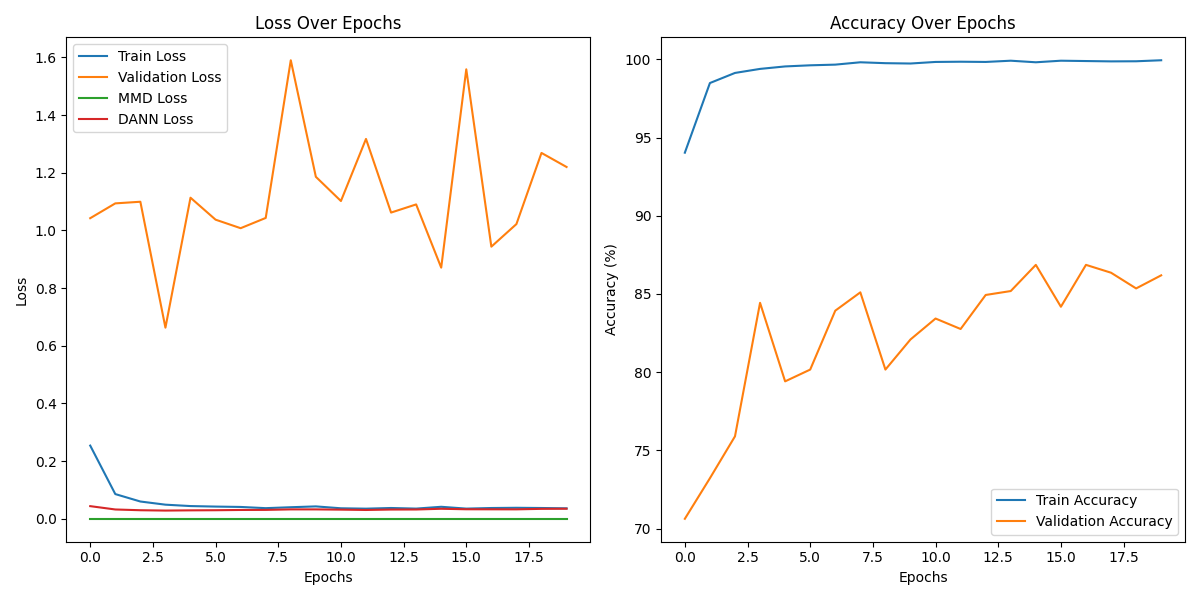 Loss Over Epochs
Train Loss
Validation Loss
MMD Loss
DANN Loss
1.6
1.4
1.2
1.0
0.8
0.6
0.4
0.2
0.0
Loss
0.0 2.5 5.0 7.5 10.0 12.5 15.0 17.5
Epochs
Accuracy Over Epochs
100
95
90
85
80
75
70
Accuracy (%)
Train Accuracy
Validation Accuracy
0.0 2.5 5.0 7.5 10.0 12.5 15.0 17.5
Epochs